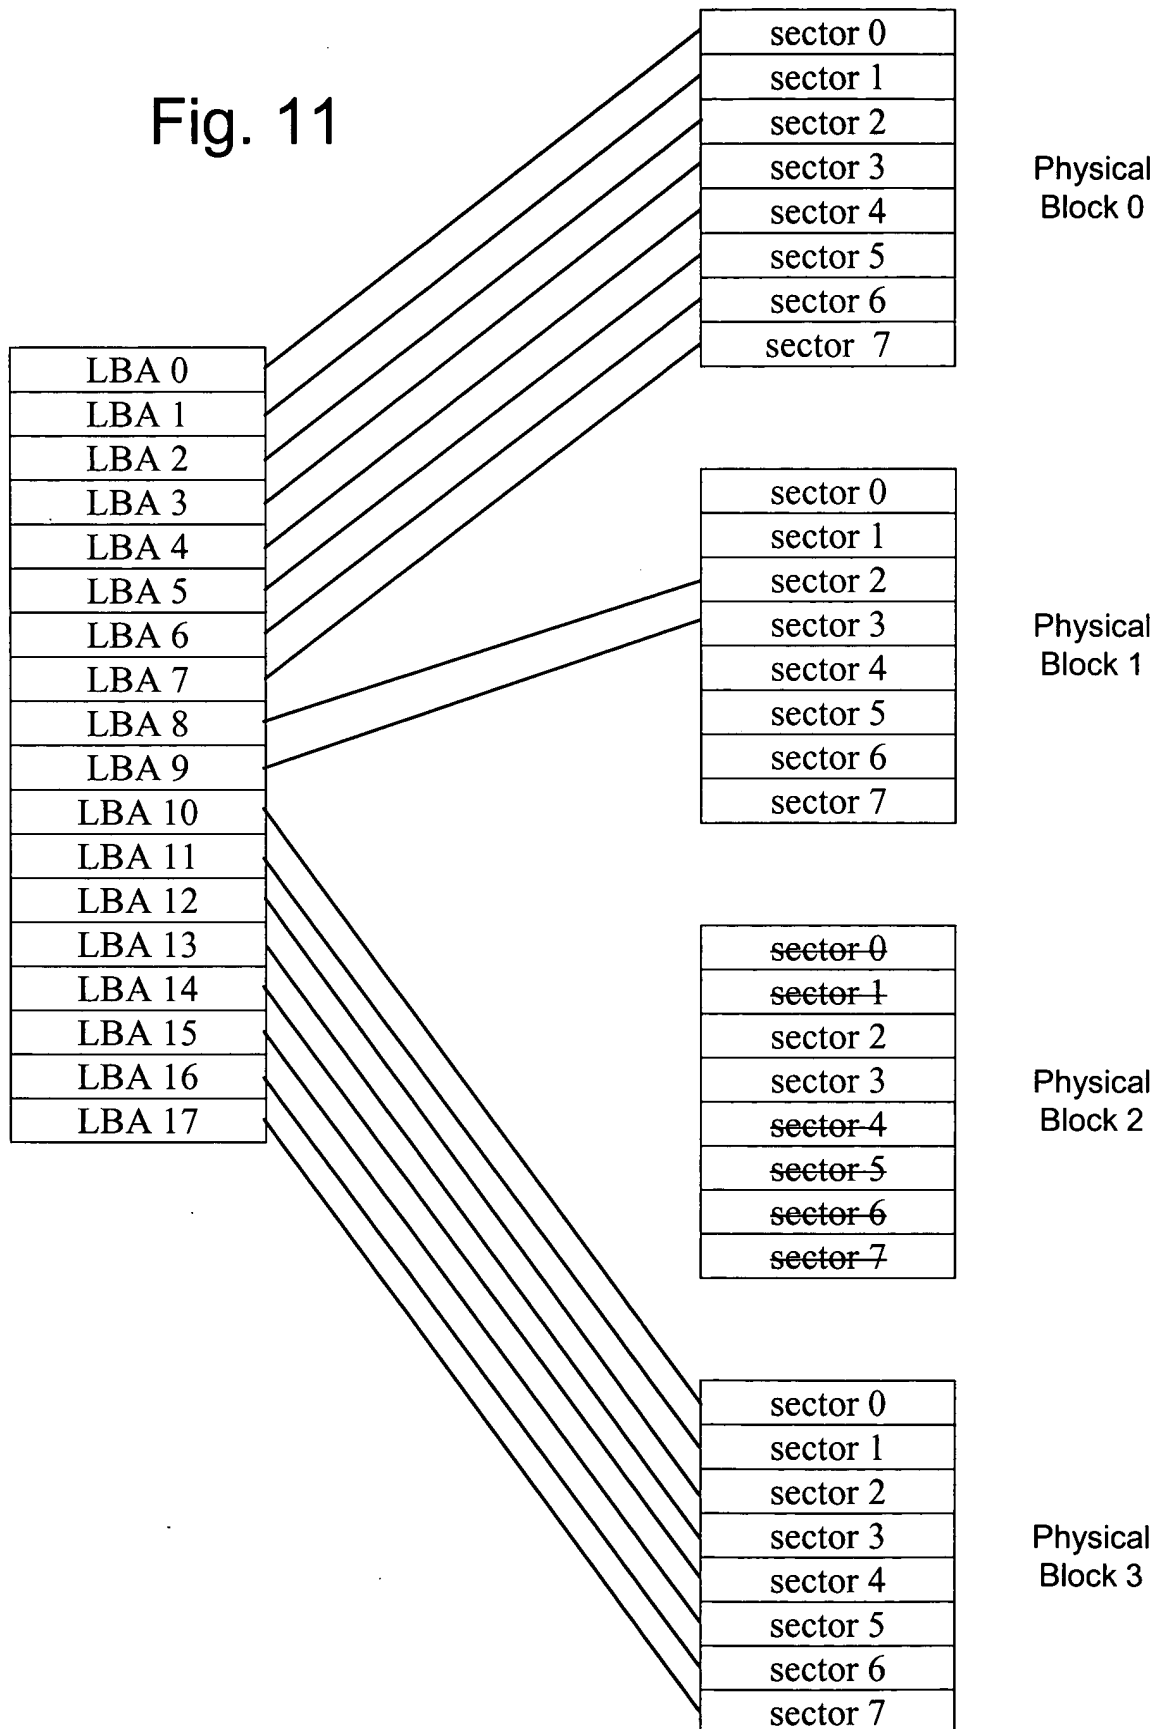 Fig. 11
LBA 0
LBA 1
LBA 2
LBA 3
LBA 4
LBA 5
LBA 6
LBA 7
LBA 8
LBA 9
LBA 10
LBA 11
LBA 12
LBA 13
LBA 14
LBA 15
LBA 16
LBA 17
sector 0
sector 1
sector 2
sector 3
sector 4
sector 5
sector 6
sector 7
Physical
Block 0
sector 0
sector 1
sector 2
sector 3
sector 4
sector 5
sector 6
sector 7
Physical
Block 1
sector 0
sector 1
sector 2
sector 3
sector 4
sector 5
sector 6
sector 7
Physical
Block 2
sector 0
sector 1
sector 2
sector 3
sector 4
sector 5
sector 6
sector 7
Physical
Block 3